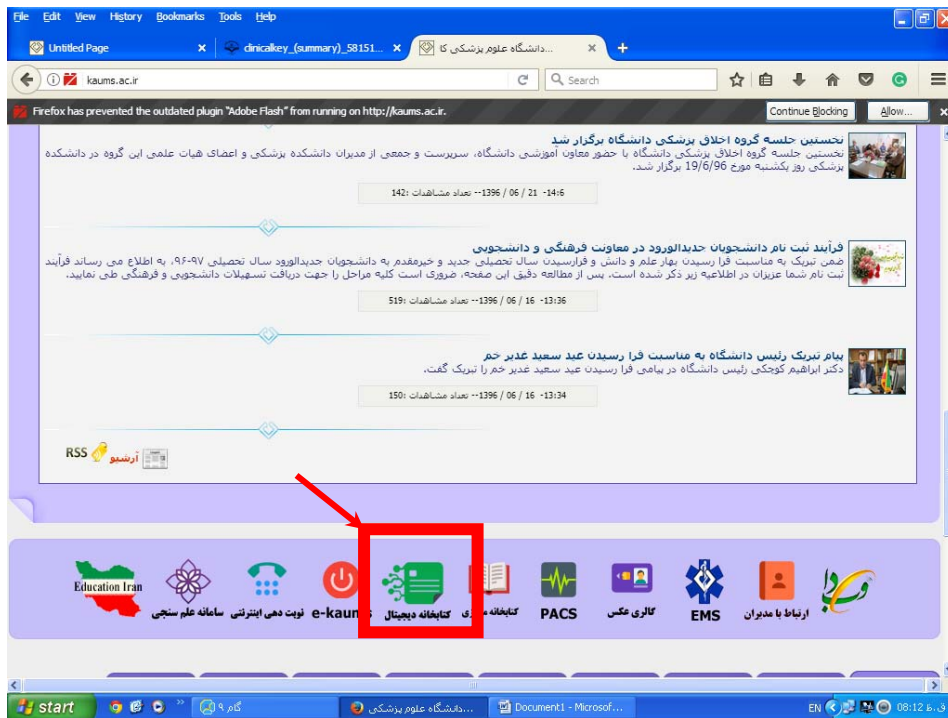 File Edit View History Bookmarks Tools Help
Untitled Page
clinicalkey_(summary)_58151...
دانشگاه علوم پزشکی کا...
kaums.ac.ir
Search
Firefox has prevented the outdated plugin "Adobe Flash" from running on http://kaums.ac.ir.
Continue Blocking
Allow...
نخستین جلسه گروه اخلاق پزشکی دانشگاه برگزار شد
نخستین جلسه گروه اخلاق پزشکی دانشگاه با حضور معاون آموزشی دانشگاه، سرپرست و جمعی از مدیران دانشکده پزشکی و اعضای هیات علمی این گروه در دانشکده
پزشکی روز یکشنبه مورخ 19/6/96 برگزار شد.
14:6- 21 / 06 / 1396-- تعداد مشاهدات :142
فرآیند ثبت نام دانشجویان جدیدالورود در معاونت فرهنگی و دانشجویی
ضمن تبریک به مناسبت فرا رسیدن بهار علم و دانش و فرارسیدن سال تحصیلی جدید و خیرمقدم به دانشجویان جدیدالورود سال تحصیلی ۹۷-۹۶، به اطلاع می رساند فرآیند
ثبت نام شما عزیزان در اطلاعیه زیر ذکر شده است. پس از مطالعه دقیق این صفحه، ضروری است کلیه مراحل را جهت دریافت تسهیلات دانشجویی و فرهنگی طی نمایید.
13:36- 16 / 06 / 1396-- تعداد مشاهدات :519
پیام تبریک رئیس دانشگاه به مناسبت فرا رسیدن عید سعید غدیر خم
دکتر ابراهیم کوچکی رئیس دانشگاه در پیامی فرا رسیدن عید سعید غدیر خم را تبریک گفت.
13:34- 16 / 06 / 1396-- تعداد مشاهدات :150
آرشیو RSS
ارتباط با مدیران
EMS
گالری عکس
PACS
کتابخانه
کتابخانه دیجیتال
e-kaums
نوبت دهی اینترنتی
سامانه علم سنجی
Education Iran
start
گام ۹
دانشگاه علوم پزشکی...
Document1 - Microsof...
EN
08:12 ق.ظ